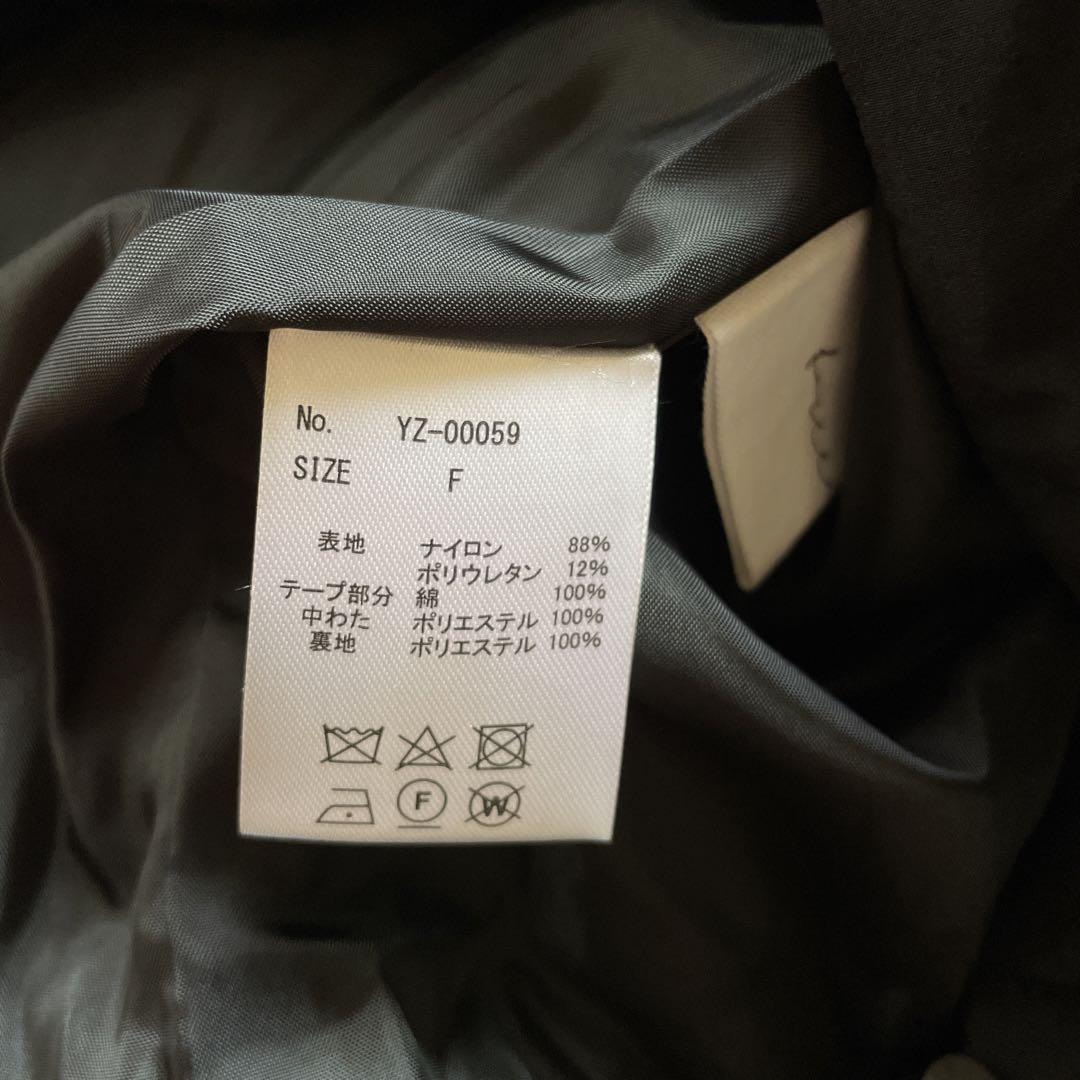 No. YZ-00059
SIZE F
表地 ナイロン 88%
ポリウレタン 12%
テープ部分 綿 100%
中わた ポリエステル 100%
裏地 ポリエステル 100%
F W